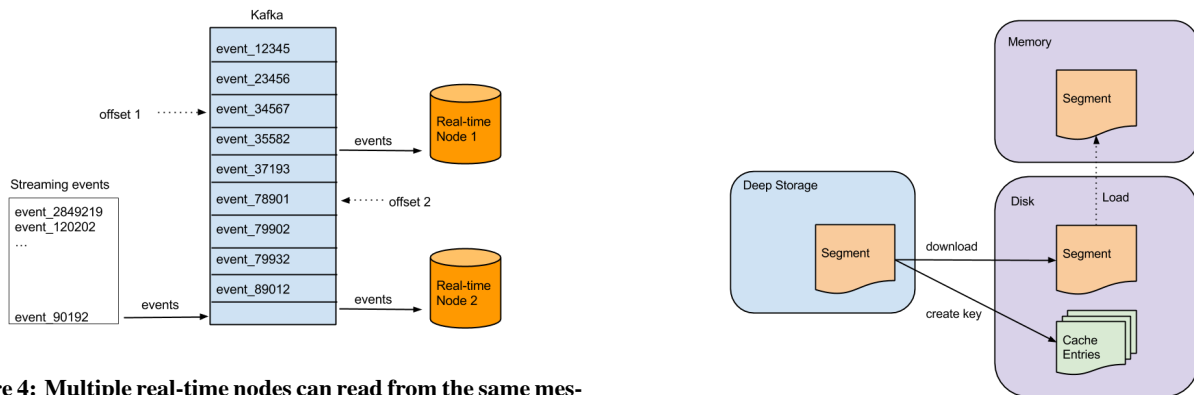 Kafka
event_12345
event_23456
offset 1
event_34567
event_35582
events
Real-time
Node 1
event_37193
event_78901
offset 2
event_79902
event_79932
event_89012
events
Real-time
Node 2
Streaming events
event_2849219
event_120202
...
event_90192
events
re 4: Multiple real-time nodes can read from the same mes-
Memory
Segment
Deep Storage
Segment
download
create key
Disk
Load
Segment
Cache
Entries